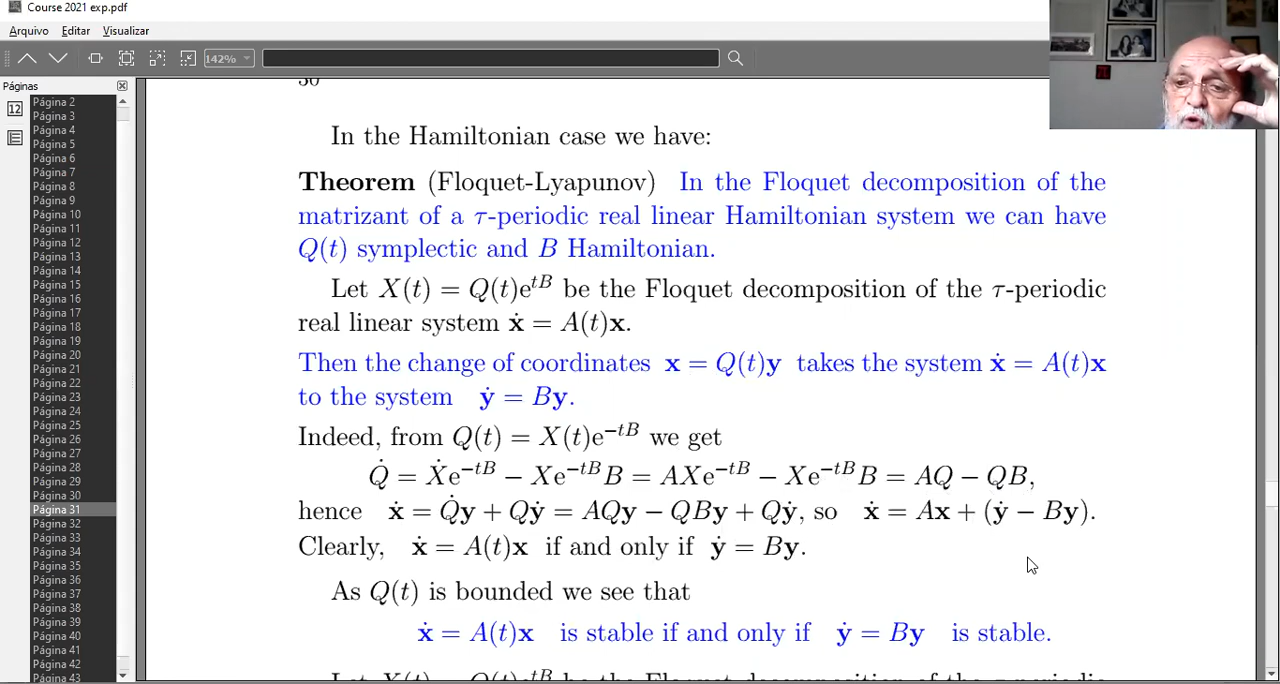 Course 2021 exp.pdf
Arquivo Editar Visualizar
142%
Páginas
12
Página 2
Página 3
Página 4
Página 5
Página 6
Página 7
Página 8
Página 9
Página 10
Página 11
Página 12
Página 13
Página 14
Página 15
Página 16
Página 17
Página 18
Página 19
Página 20
Página 21
Página 22
Página 23
Página 24
Página 25
Página 26
Página 27
Página 28
Página 29
Página 30
Página 31
Página 32
Página 33
Página 34
Página 35
Página 36
Página 37
Página 38
Página 39
Página 40
Página 41
Página 42
Página 43
In the Hamiltonian case we have:
Theorem (Floquet-Lyapunov) In the Floquet decomposition of the
matrizant of a τ-periodic real linear Hamiltonian system we can have
Q(t) symplectic and B Hamiltonian.
Let X(t) = Q(t)e^{tB} be the Floquet decomposition of the τ-periodic
real linear system ẋ = A(t)x.
Then the change of coordinates x = Q(t)y takes the system ẋ = A(t)x
to the system ẏ = By.
Indeed, from Q(t) = X(t)e^{−tB} we get
Q̇ = Ẋe^{−tB} − Xe^{−tB}B = AXe^{−tB} − Xe^{−tB}B = AQ − QB,
hence ẋ = Q̇y + Qẏ = AQy − QBy + Qẏ, so ẋ = Ax + (ẏ − By).
Clearly, ẋ = A(t)x if and only if ẏ = By.
As Q(t) is bounded we see that
ẋ = A(t)x is stable if and only if ẏ = By is stable.